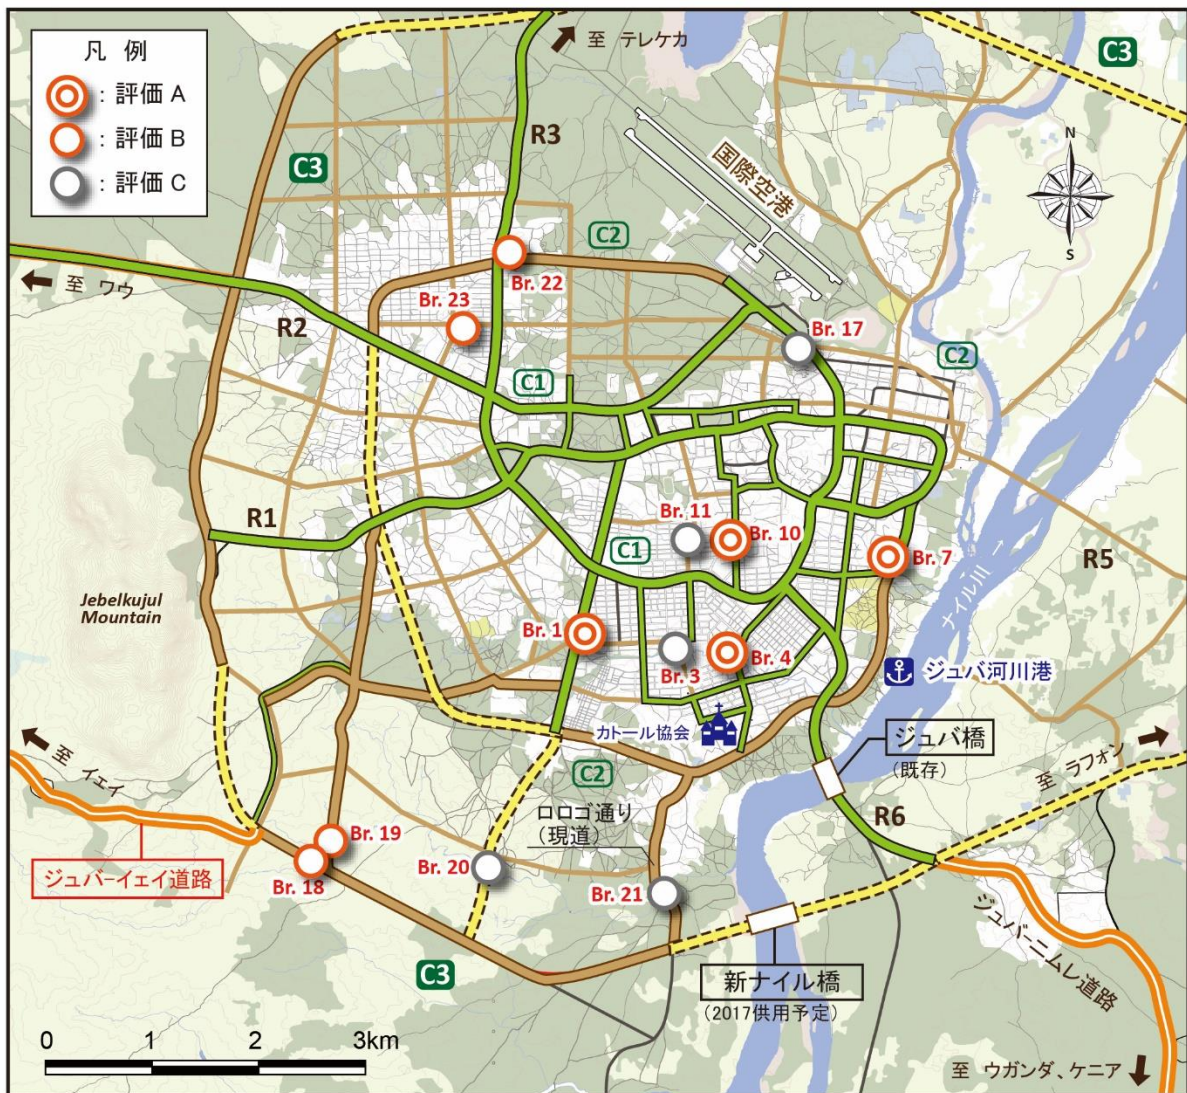 凡 例
: 評価 A
: 評価 B
: 評価 C
至 テレケカ
C3
R3
C3
国際空港
N
S
C2
至 ワウ
Br. 22
Br. 23
R2
Br. 17
C2
C1
R1
Br. 11
Br. 10
C1
Br. 7
R5
ナイル川 →
Jebelkujul
Mountain
Br. 1
Br. 3
Br. 4
ジュバ河川港
カトール協会
ジュバ橋
(既存)
至 イェイ
C2
至 ラフォン
ロロゴ通り
(現道)
R6
Br. 19
ジュバ-イェイ道路
Br. 18
Br. 20
Br. 21
ジュバ-ニムレ道路
C3
新ナイル橋
(2017供用予定)
0 1 2 3km
至 ウガンダ、ケニア